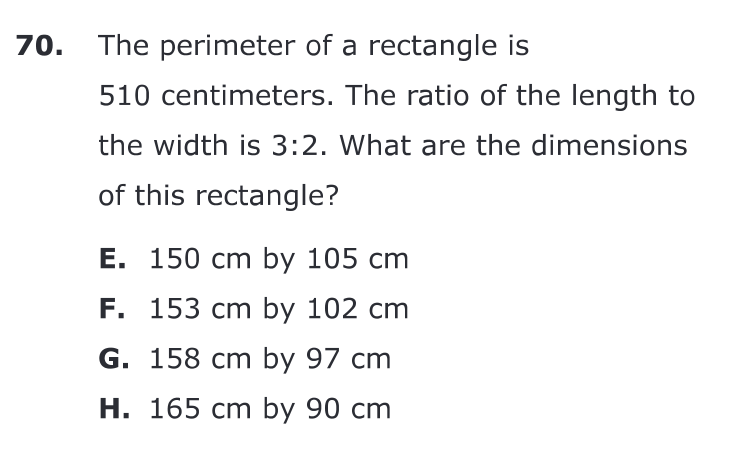 70. The perimeter of a rectangle is
510 centimeters. The ratio of the length to
the width is 3:2. What are the dimensions
of this rectangle?
E. 150 cm by 105 cm
F. 153 cm by 102 cm
G. 158 cm by 97 cm
H. 165 cm by 90 cm